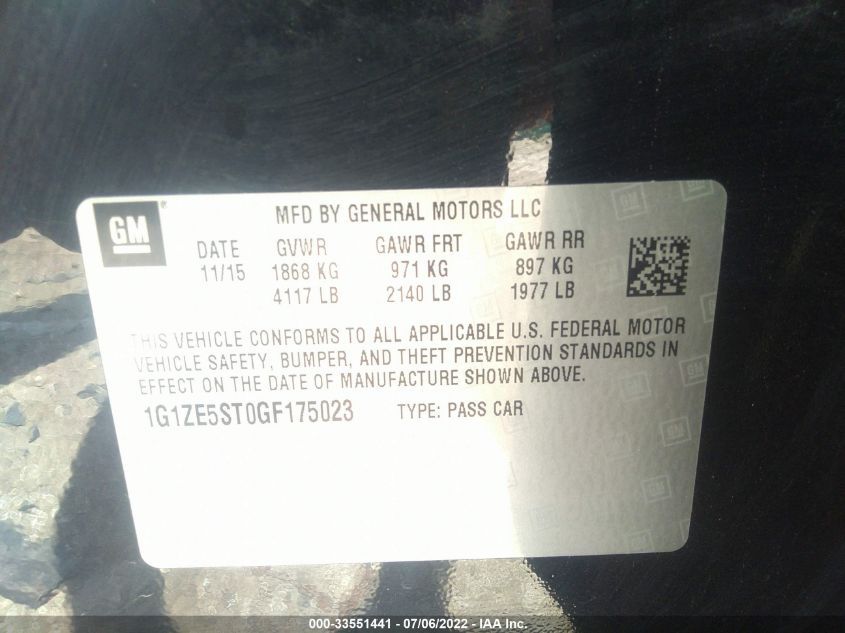 GM
MFD BY GENERAL MOTORS LLC
DATE GVWR GAWR FRT GAWR RR
11/15 1868 KG 971 KG 897 KG
4117 LB 2140 LB 1977 LB
THIS VEHICLE CONFORMS TO ALL APPLICABLE U.S. FEDERAL MOTOR
VEHICLE SAFETY, BUMPER, AND THEFT PREVENTION STANDARDS IN
EFFECT ON THE DATE OF MANUFACTURE SHOWN ABOVE.
1G1ZE5ST0GF175023 TYPE: PASS CAR
000-33551441 - 07/06/2022 - IAA Inc.